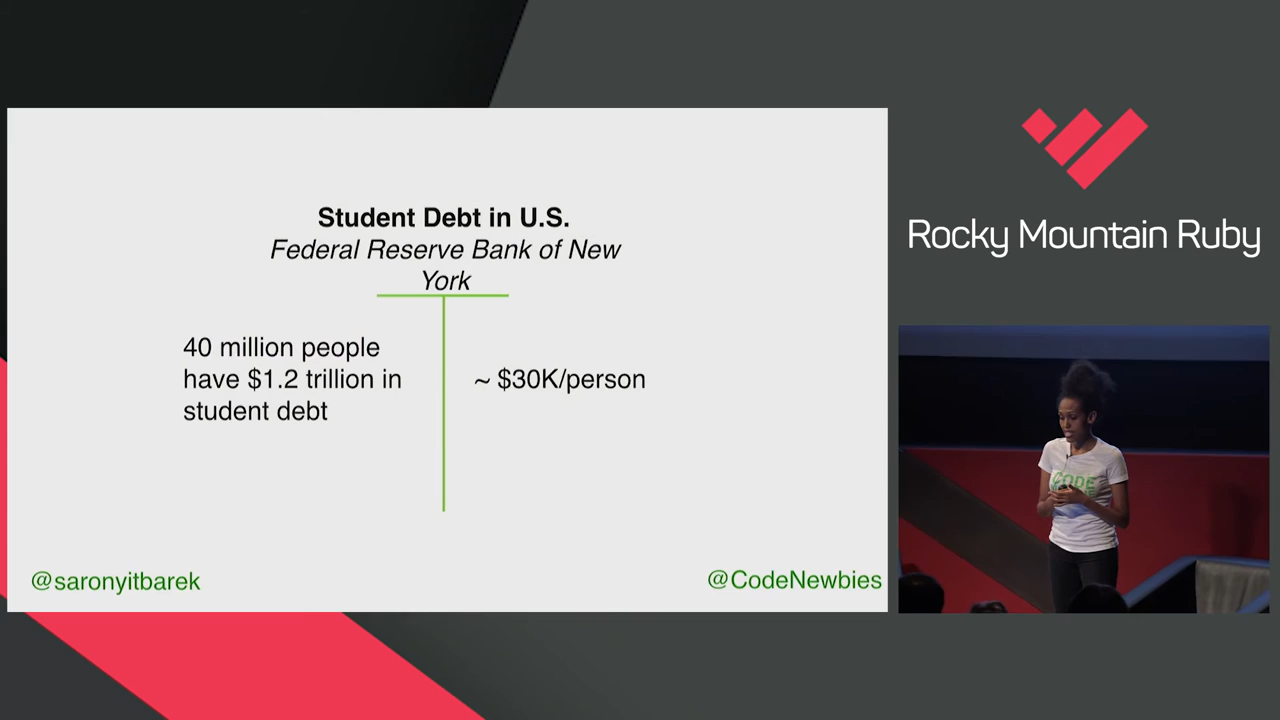 Student Debt in U.S.
Federal Reserve Bank of New
York
40 million people
have $1.2 trillion in
student debt
~ $30K/person
@saronyitbarek
@CodeNewbies
Rocky Mountain Ruby
CODE